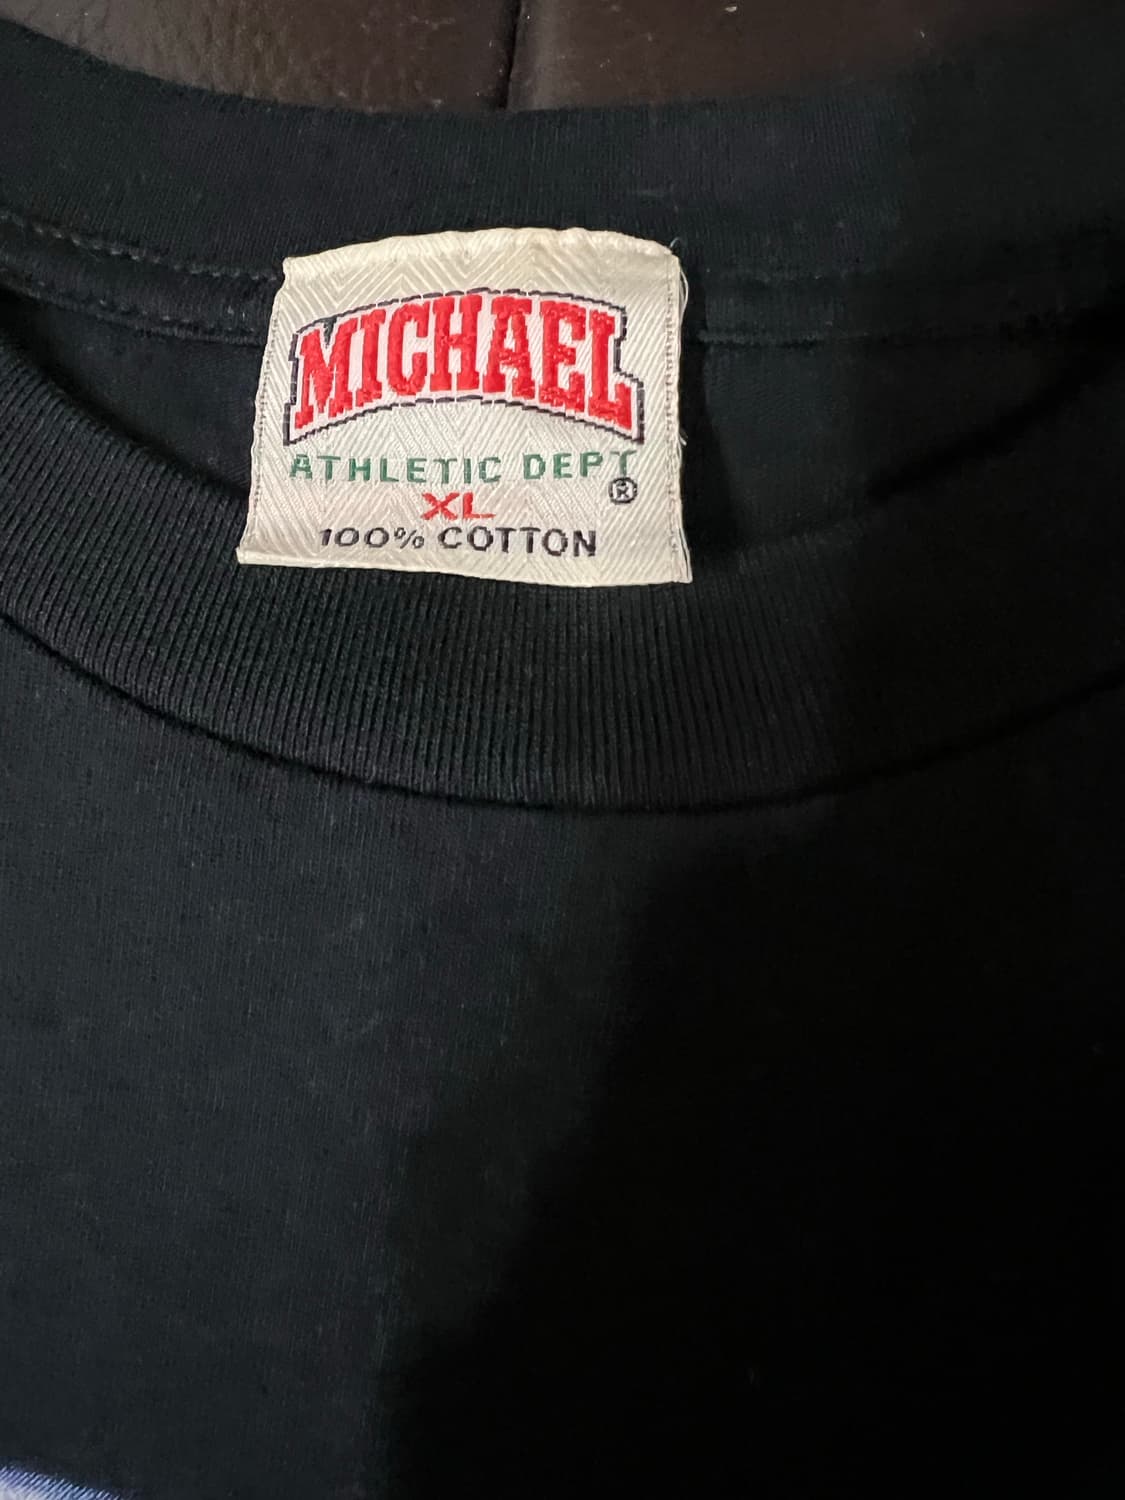 MICHAEL
ATHLETIC DEPT
®
XL
100% COTTON